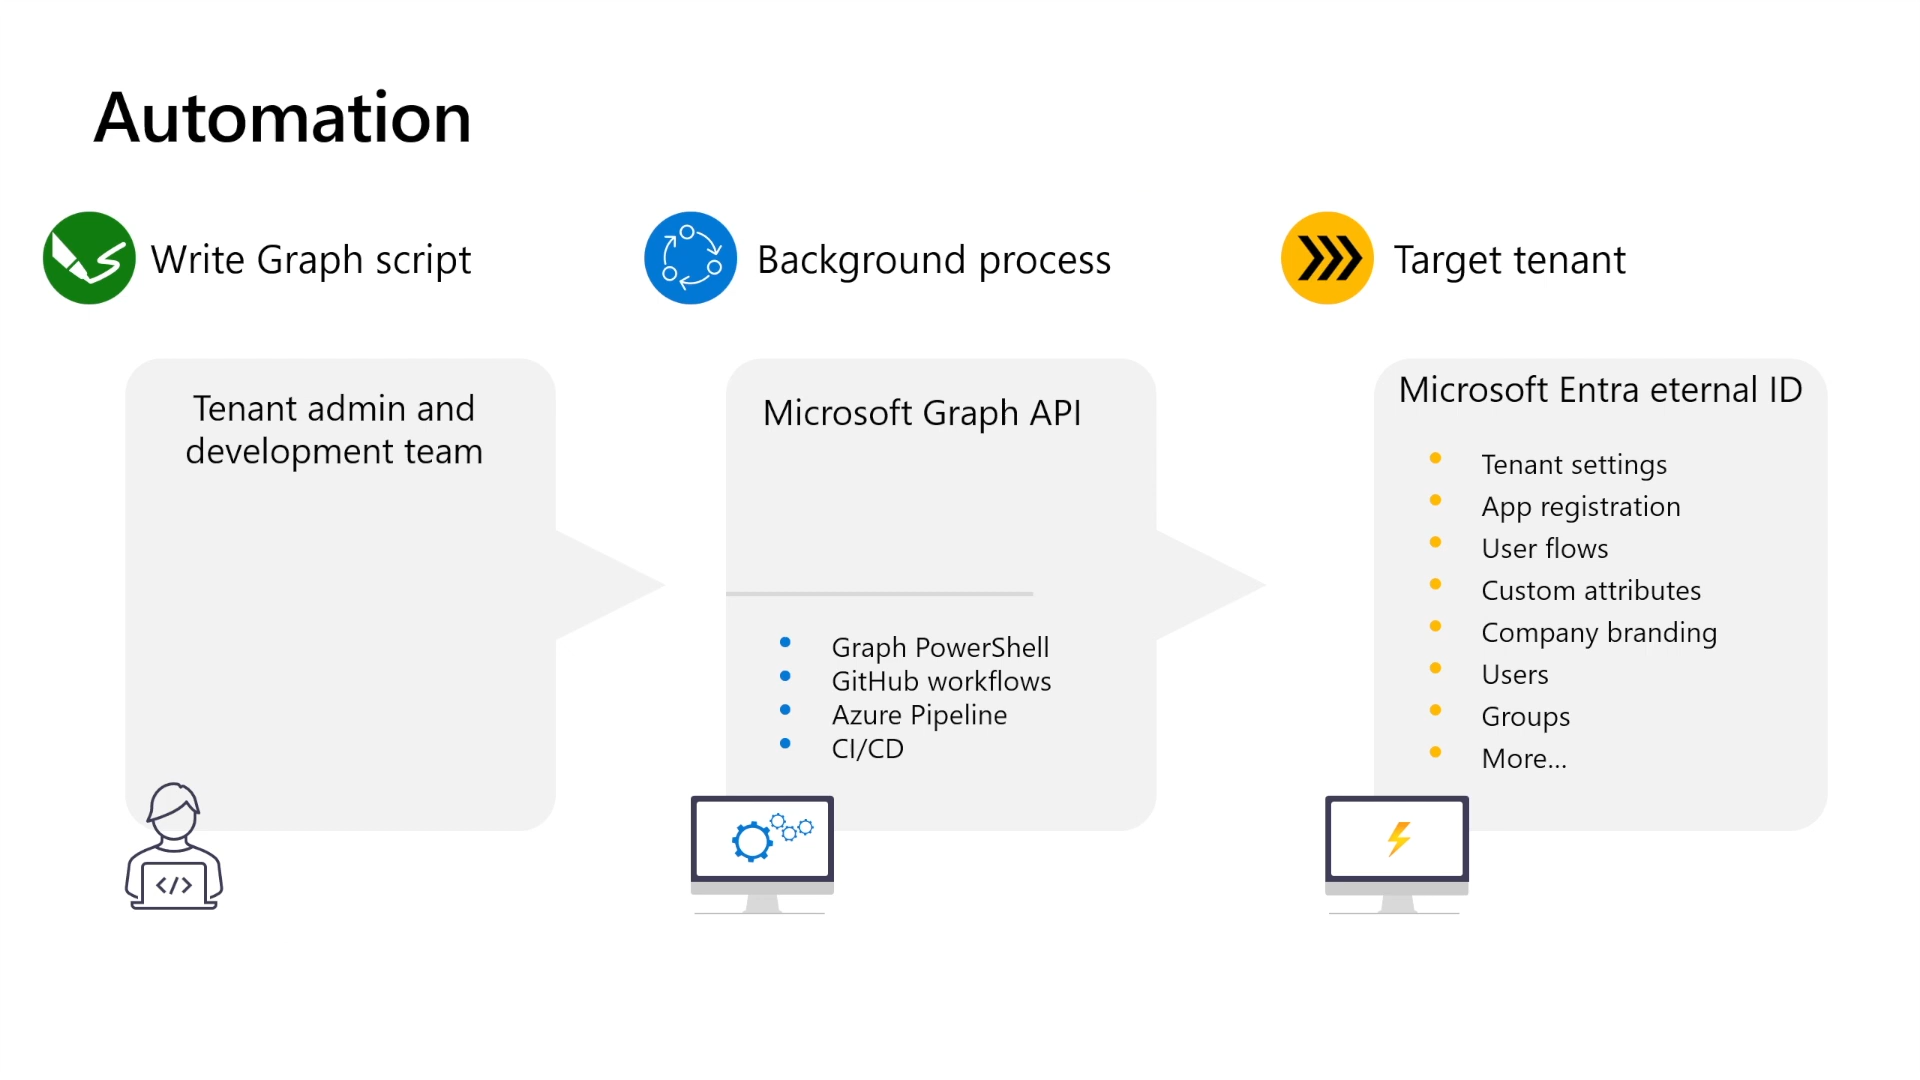 Automation
Write Graph script
Tenant admin and
development team
</>
Background process
Microsoft Graph API
Graph PowerShell
GitHub workflows
Azure Pipeline
CI/CD
Target tenant
Microsoft Entra eternal ID
Tenant settings
App registration
User flows
Custom attributes
Company branding
Users
Groups
More...